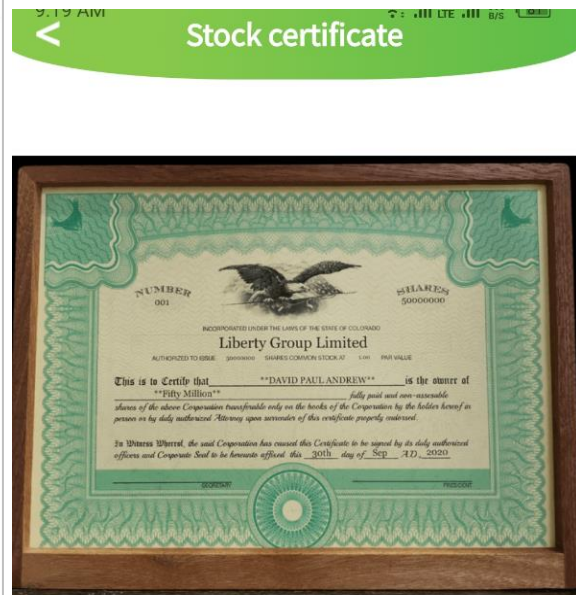 9:19 AM LTE B/S 81
< Stock certificate
NUMBER
001
SHARES
50000000
INCORPORATED UNDER THE LAWS OF THE STATE OF COLORADO
Liberty Group Limited
AUTHORIZED TO ISSUE 50000000 SHARES COMMON STOCK AT 1.00 PAR VALUE
This is to Certify that **DAVID PAUL ANDREW** is the owner of
**Fifty Million** fully paid and non-assessable
shares of the above Corporation transferable only on the books of the Corporation by the holder hereof in
person or by duly authorized Attorney upon surrender of this certificate properly endorsed.
In Witness Whereof, the said Corporation has caused this Certificate to be signed by its duly authorized
officers and Corporate Seal to be hereunto affixed this 30th day of Sep A.D. 2020
SECRETARY PRESIDENT